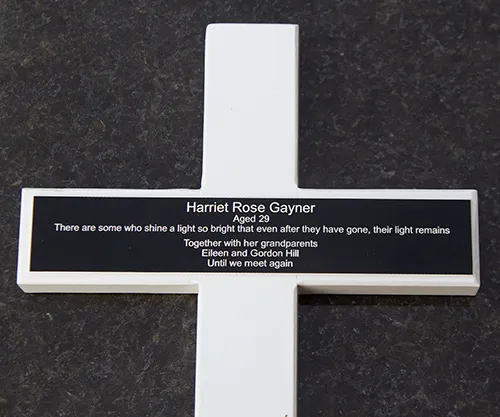 Harriet Rose Gayner
Aged 29
There are some who shine a light so bright that even after they have gone, their light remains
Together with her grandparents
Eileen and Gordon Hill
Until we meet again